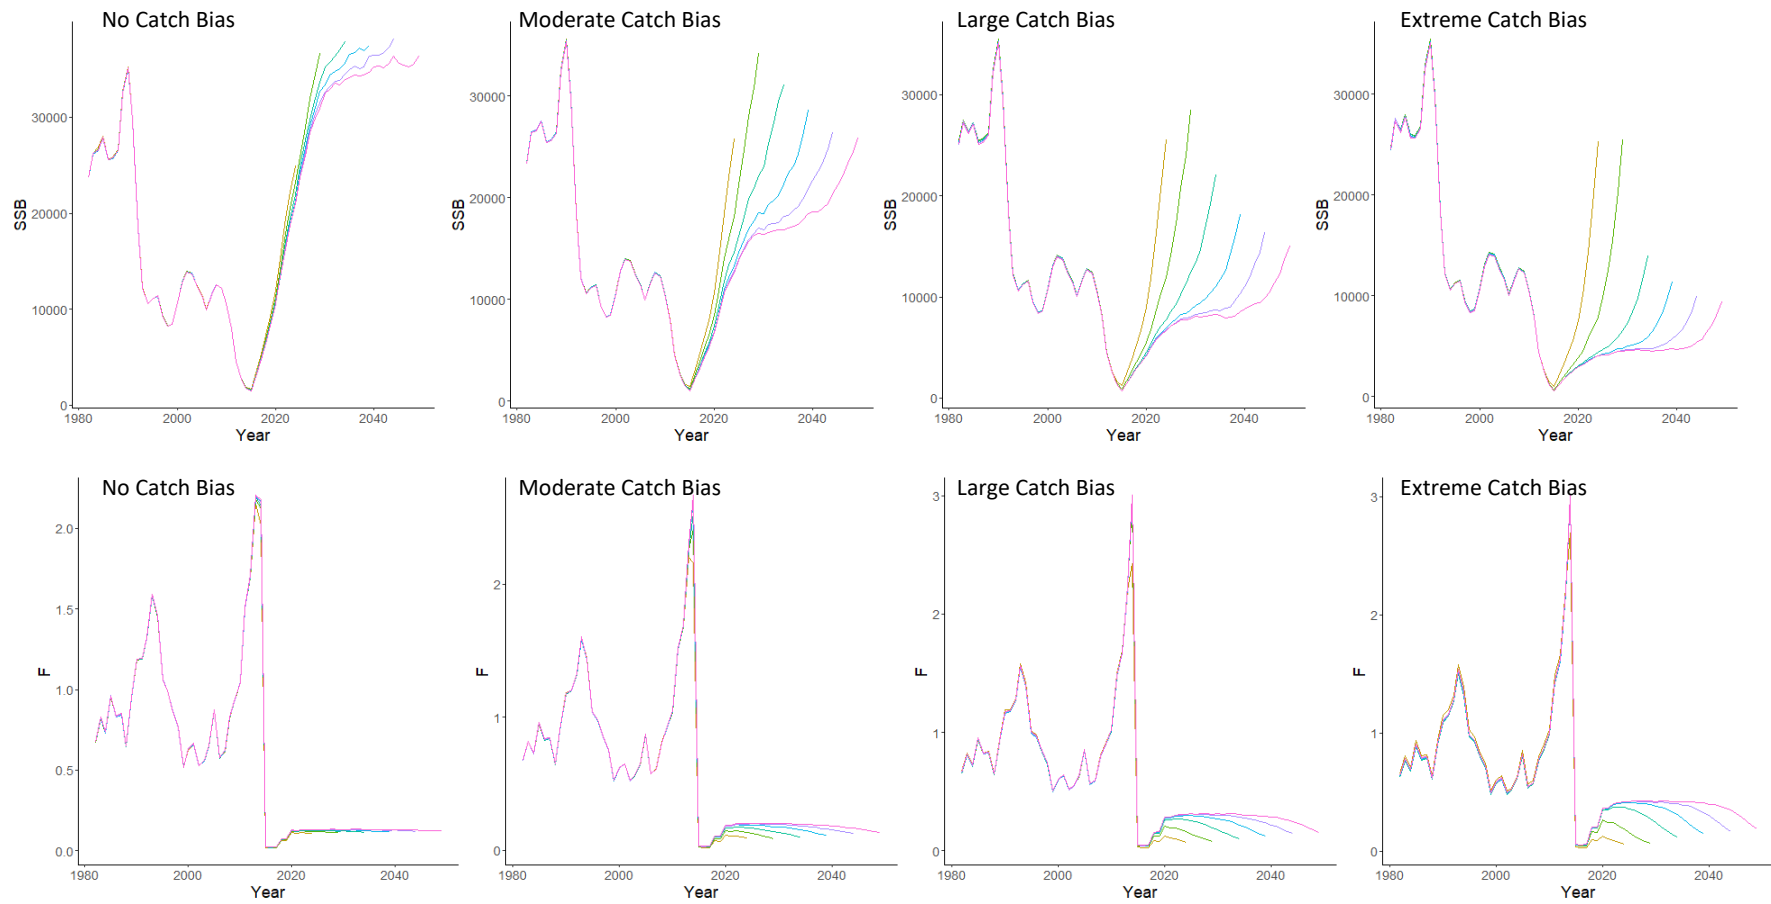 No Catch Bias
Moderate Catch Bias
Large Catch Bias
Extreme Catch Bias
SSB
30000
20000
10000
0
1980 2000 2020 2040
Year
SSB
30000
20000
10000
0
1980 2000 2020 2040
Year
SSB
30000
20000
10000
0
1980 2000 2020 2040
Year
SSB
30000
20000
10000
0
1980 2000 2020 2040
Year
No Catch Bias
Moderate Catch Bias
Large Catch Bias
Extreme Catch Bias
F
2.0
1.5
1.0
0.5
0.0
1980 2000 2020 2040
Year
F
2
1
0
1980 2000 2020 2040
Year
F
3
2
1
0
1980 2000 2020 2040
Year
F
3
2
1
0
1980 2000 2020 2040
Year